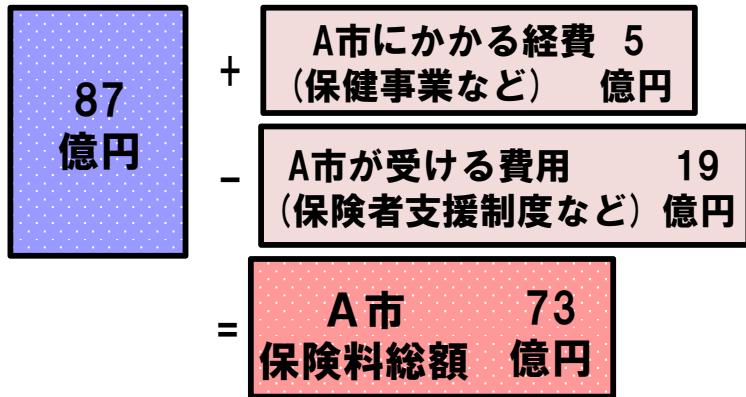 87
億円
+
A市にかかる経費 5
(保健事業など) 億円
-
A市が受ける費用 19
(保険者支援制度など) 億円
=
A市 73
保険料総額 億円